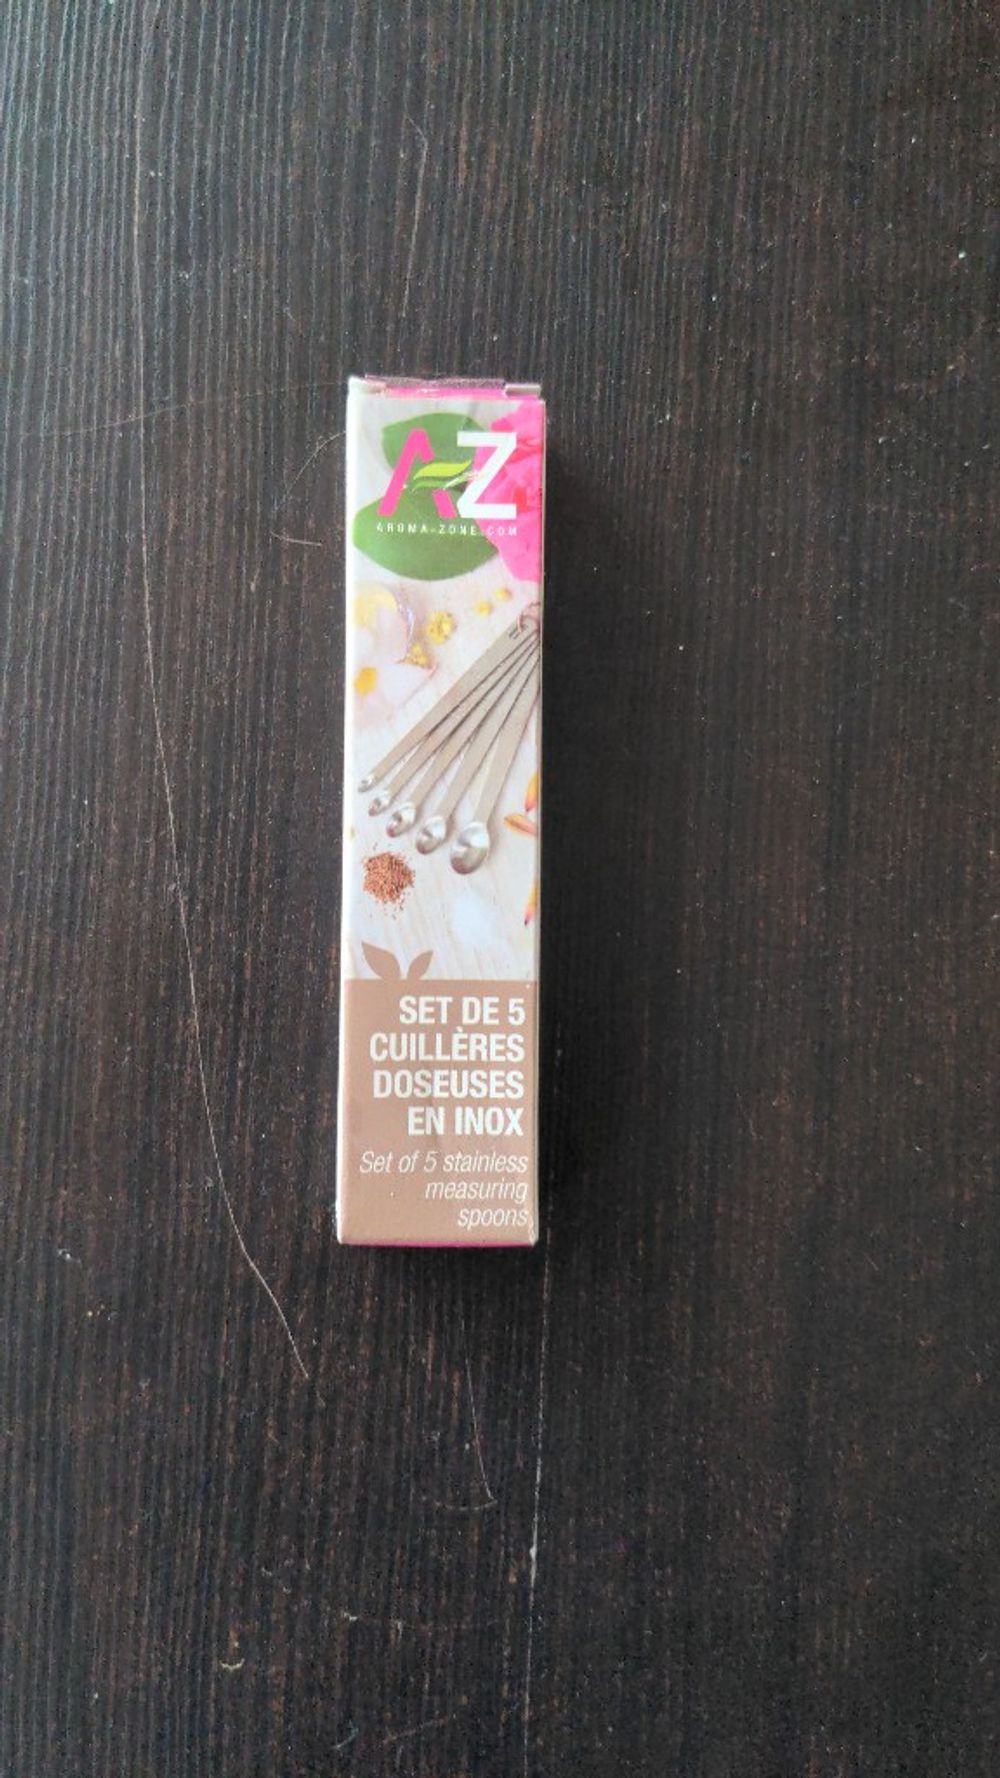 AZ
AROMA-ZONE.COM
SET DE 5
CUILLÈRES
DOSEUSES
EN INOX
Set of 5 stainless
measuring
spoons